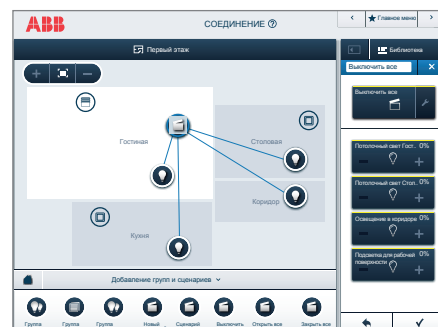 ABB
СОЕДИНЕНИЕ
Главное меню
Первый этаж
Библиотека
Выключить все
Выключить все
Гостиная
Столовая
Коридор
Кухня
Потолочный свет Гост.. 0%
Потолочный свет Стол.. 0%
Освещение в коридоре 0%
Подсветка для рабочей поверхности 0%
Добавление групп и сценариев
Группа
Группа
Группа
Новый
Сценарий
Выключить
Открыть все
Закрыть все